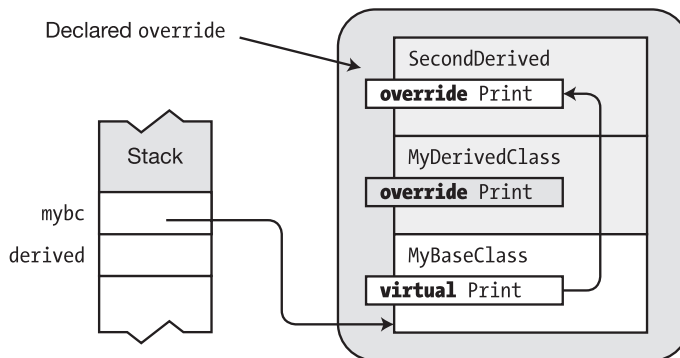 Declared override
SecondDerived
override Print
Stack
MyDerivedClass
override Print
mybc
derived
MyBaseClass
virtual Print